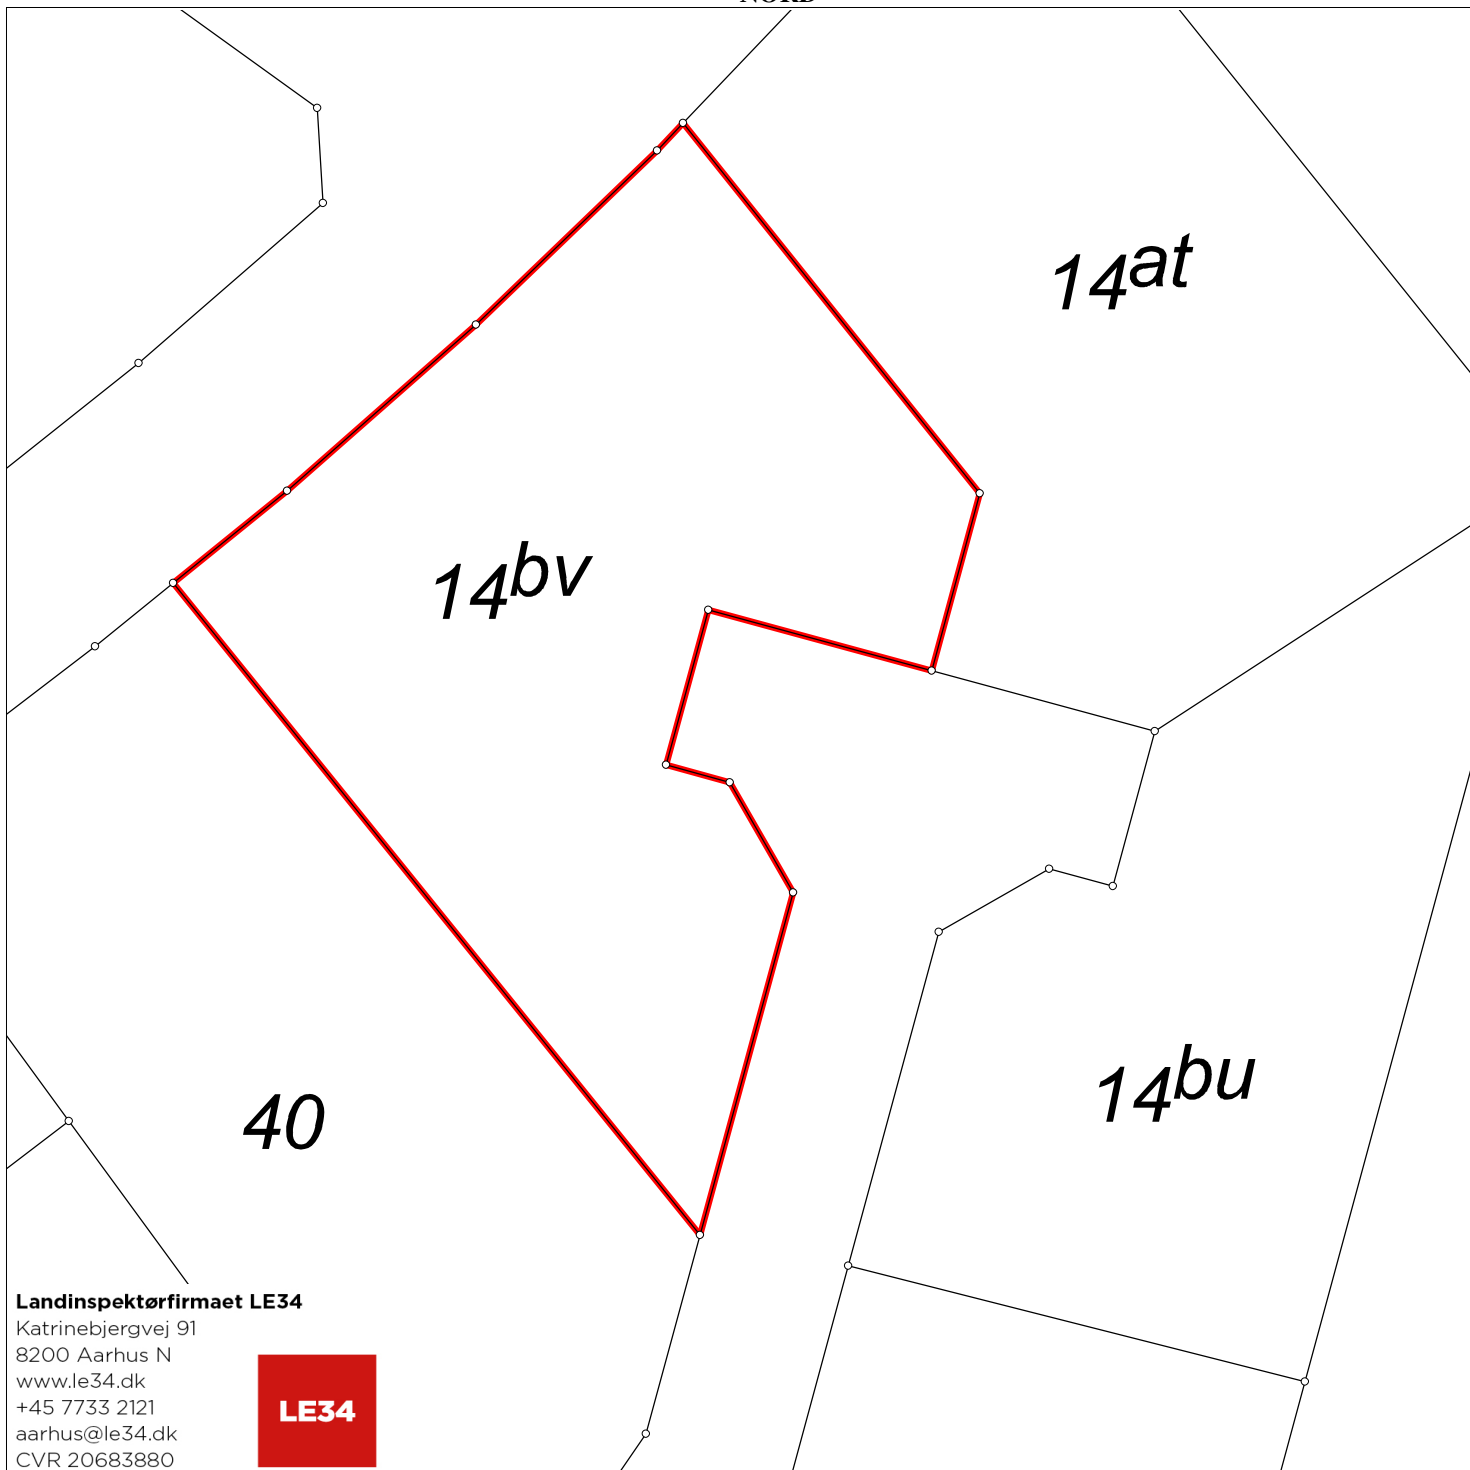 NORD
14at
14bv
14bu
40
Landinspektørfirmaet LE34
Katrinebjergvej 91
8200 Aarhus N
www.le34.dk
+45 7733 2121
aarhus@le34.dk
CVR 20683880
LE34